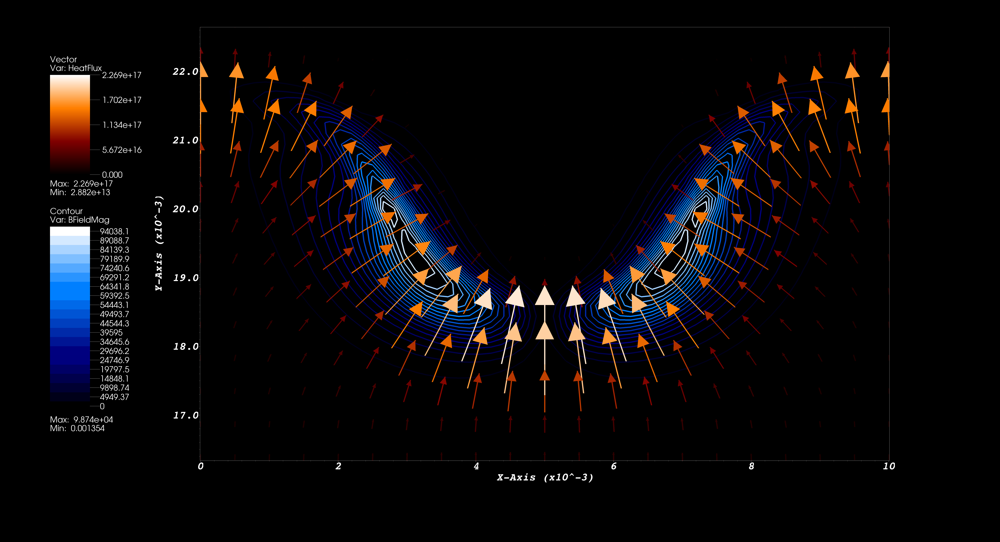 Vector
Var: HeatFlux
2.269e+17
1.702e+17
1.134e+17
5.672e+16
0.000
Max: 2.269e+17
Min: 2.882e+13
Contour
Var: BFieldMag
94038.1
89088.7
84139.3
79189.9
74240.6
69291.2
64341.8
59392.5
54443.1
49493.7
44544.3
39595
34645.6
29696.2
24746.9
19797.5
14848.1
9898.74
4949.37
0
Max: 9.874e+04
Min: 0.001354
Y-Axis (x10^-3)
22.0
21.0
20.0
19.0
18.0
17.0
0 2 4 6 8 10
X-Axis (x10^-3)